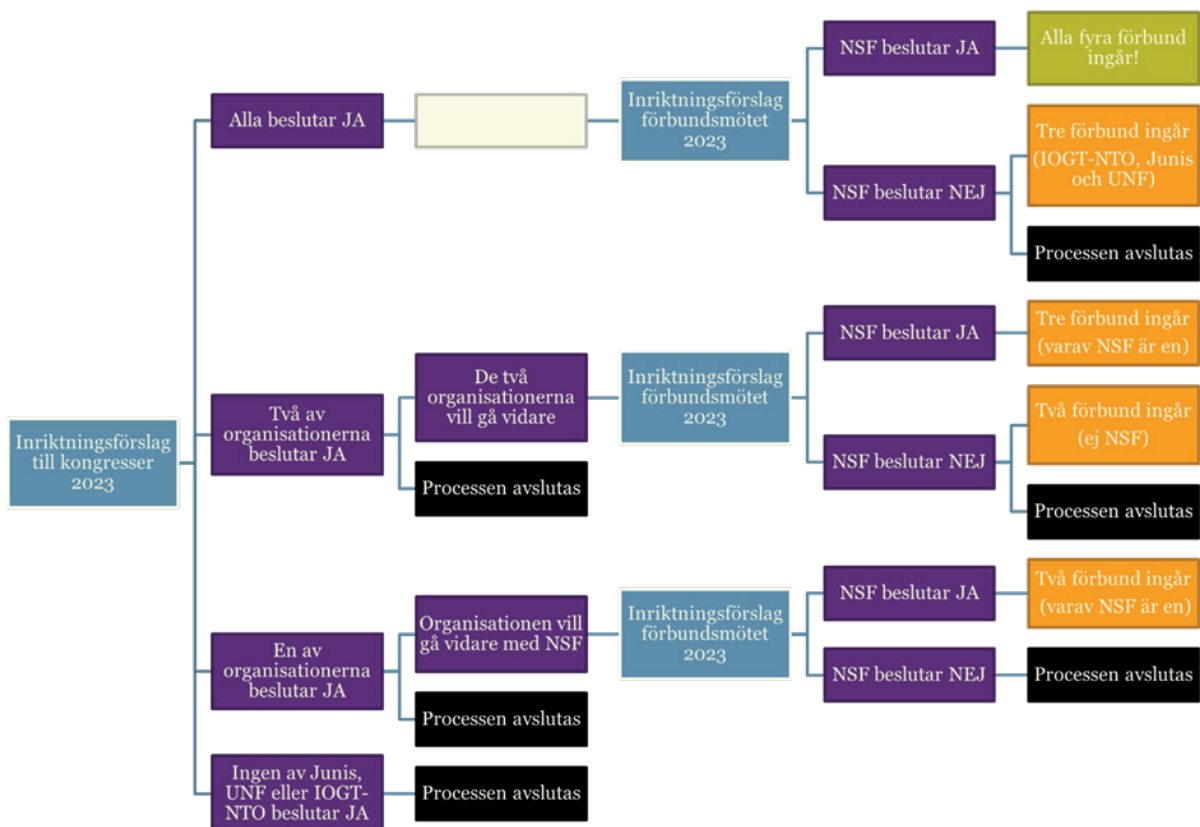 Inriktningsförslag
till kongresser
2023
Alla beslutar JA
Inriktningsförslag
förbundsmötet
2023
NSF beslutar JA
Alla fyra förbund
ingår!
NSF beslutar NEJ
Tre förbund ingår
(IOGT-NTO, Junis
och UNF)
Processen avslutas
Två av
organisationerna
beslutar JA
De två
organisationerna
vill gå vidare
Inriktningsförslag
förbundsmötet
2023
NSF beslutar JA
Tre förbund ingår
(varav NSF är en)
NSF beslutar NEJ
Två förbund ingår
(ej NSF)
Processen avslutas
Processen avslutas
En av
organisationerna
beslutar JA
Organisationen vill
gå vidare med NSF
Inriktningsförslag
förbundsmötet
2023
NSF beslutar JA
Två förbund ingår
(varav NSF är en)
NSF beslutar NEJ
Processen avslutas
Processen avslutas
Ingen av Junis,
UNF eller IOGT-
NTO beslutar JA
Processen avslutas